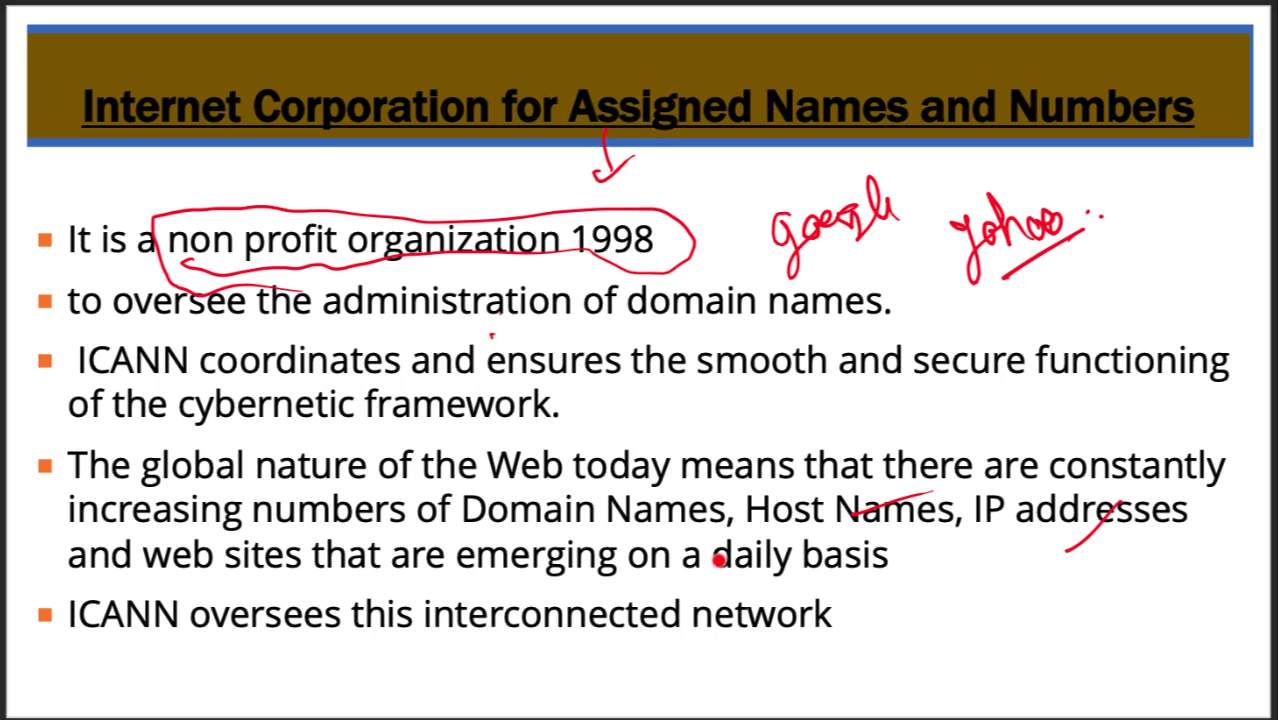 Internet Corporation for Assigned Names and Numbers
It is a non profit organization 1998
google yahoo ..
to oversee the administration of domain names.
ICANN coordinates and ensures the smooth and secure functioning
of the cybernetic framework.
The global nature of the Web today means that there are constantly
increasing numbers of Domain Names, Host Names, IP addresses
and web sites that are emerging on a daily basis
ICANN oversees this interconnected network